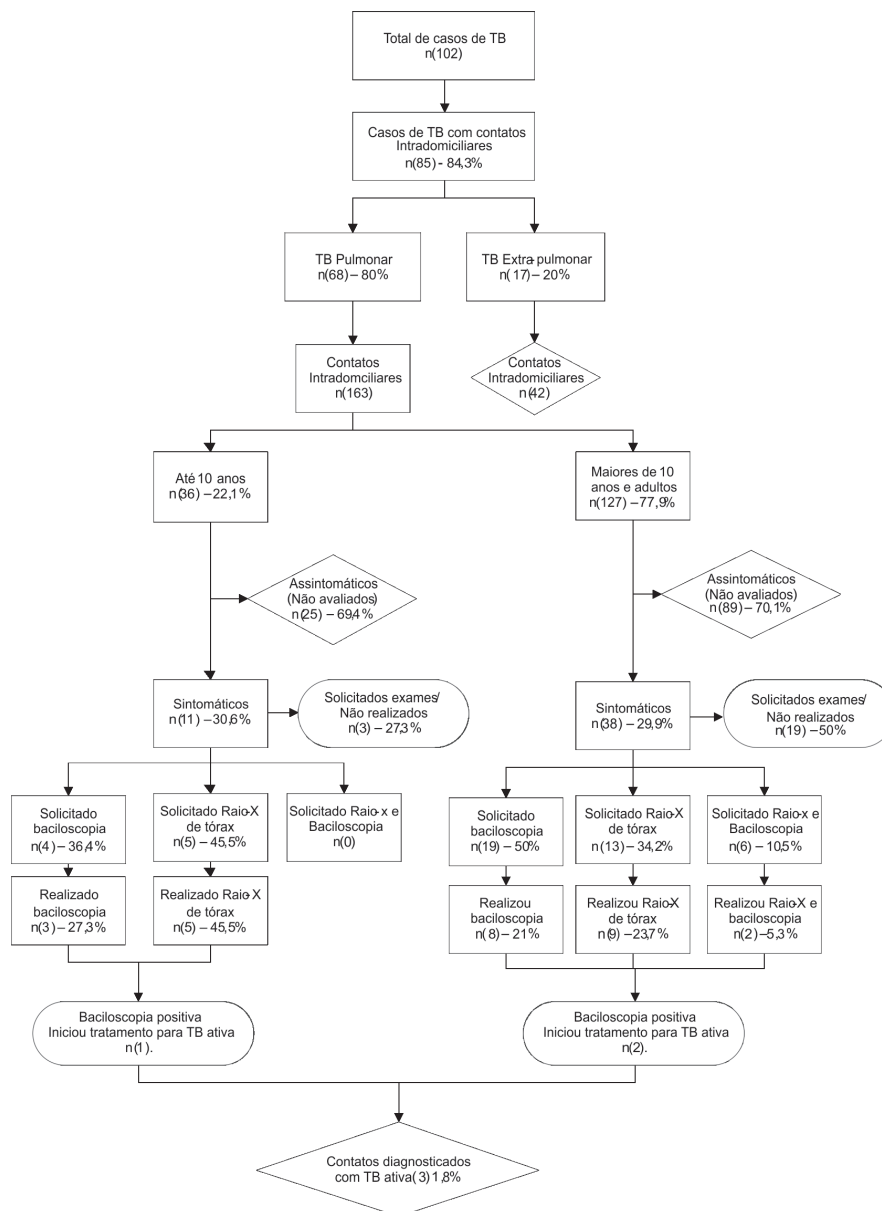 Total de casos de TB
n(102)
Casos de TB com contatos
Intradomiciliares
n(85) - 84,3%
TB Pulmonar
n(68) – 80%
TB Extra-pulmonar
n(17) – 20%
Contatos
Intradomciliares
n(163)
Contatos
Intradomiciliares
n(42)
Até 10 anos
n(36) – 22,1%
Maiores de 10
anos e adultos
n(127) – 77,9%
Assintomáticos
(Não avaliados)
n(25) – 69,4%
Assintomáticos
(Não avaliados)
n(89) – 70,1%
Sintomáticos
(11) – 30,6%
Solicitados exames/
Não realizados
n(3) – 27,3%
Sintomáticos
(38) – 29,9%
Solicitados exames/
Não realizados
n(19) – 50%
Solicitado
baciloscopia
n(4) – 36,4%
Solicitado Raio-X
de tórax
n(5) – 45,5%
Solicitado Raio-x e
Baciloscopia
n(0)
Solicitado
baciloscopia
n(19) – 50%
Solicitado Raio-X
de tórax
n(13) – 34,2%
Solicitado Raio-x e
Baciloscopia
n(6) – 10,5%
Realizado
baciloscopia
n(3) – 27,3%
Realizado Raio-X
de tórax
n(5) – 45,5%
Realizou
baciloscopia
n(8) – 21%
Realizou Raio-X
de tórax
n(9) – 23,7%
Realizou Raio-X e
baciloscopia
n(2) – 5,3%
Baciloscopia positiva
Iniciou tratamento para TB ativa
n(1).
Baciloscopia positiva
Iniciou tratamento para TB ativa
n(2).
Contatos diagnosticados
com TB ativa(3) 1,8%